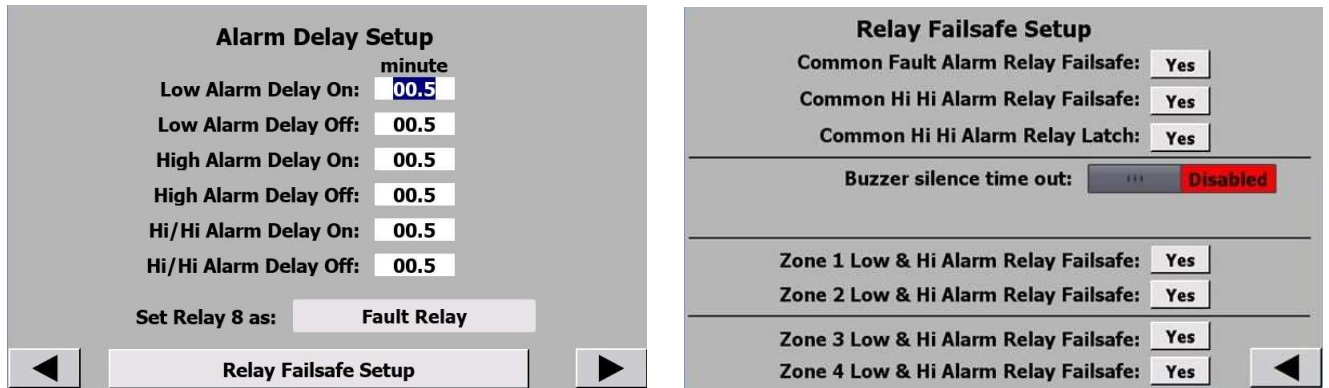 Alarm Delay Setup
minute
Low Alarm Delay On: 00.5
Low Alarm Delay Off: 00.5
High Alarm Delay On: 00.5
High Alarm Delay Off: 00.5
Hi/Hi Alarm Delay On: 00.5
Hi/Hi Alarm Delay Off: 00.5
Set Relay 8 as: Fault Relay
Relay Failsafe Setup
Relay Failsafe Setup
Common Fault Alarm Relay Failsafe: Yes
Common Hi Hi Alarm Relay Failsafe: Yes
Common Hi Hi Alarm Relay Latch: Yes
Buzzer silence time out: Disabled
Zone 1 Low & Hi Alarm Relay Failsafe: Yes
Zone 2 Low & Hi Alarm Relay Failsafe: Yes
Zone 3 Low & Hi Alarm Relay Failsafe: Yes
Zone 4 Low & Hi Alarm Relay Failsafe: Yes